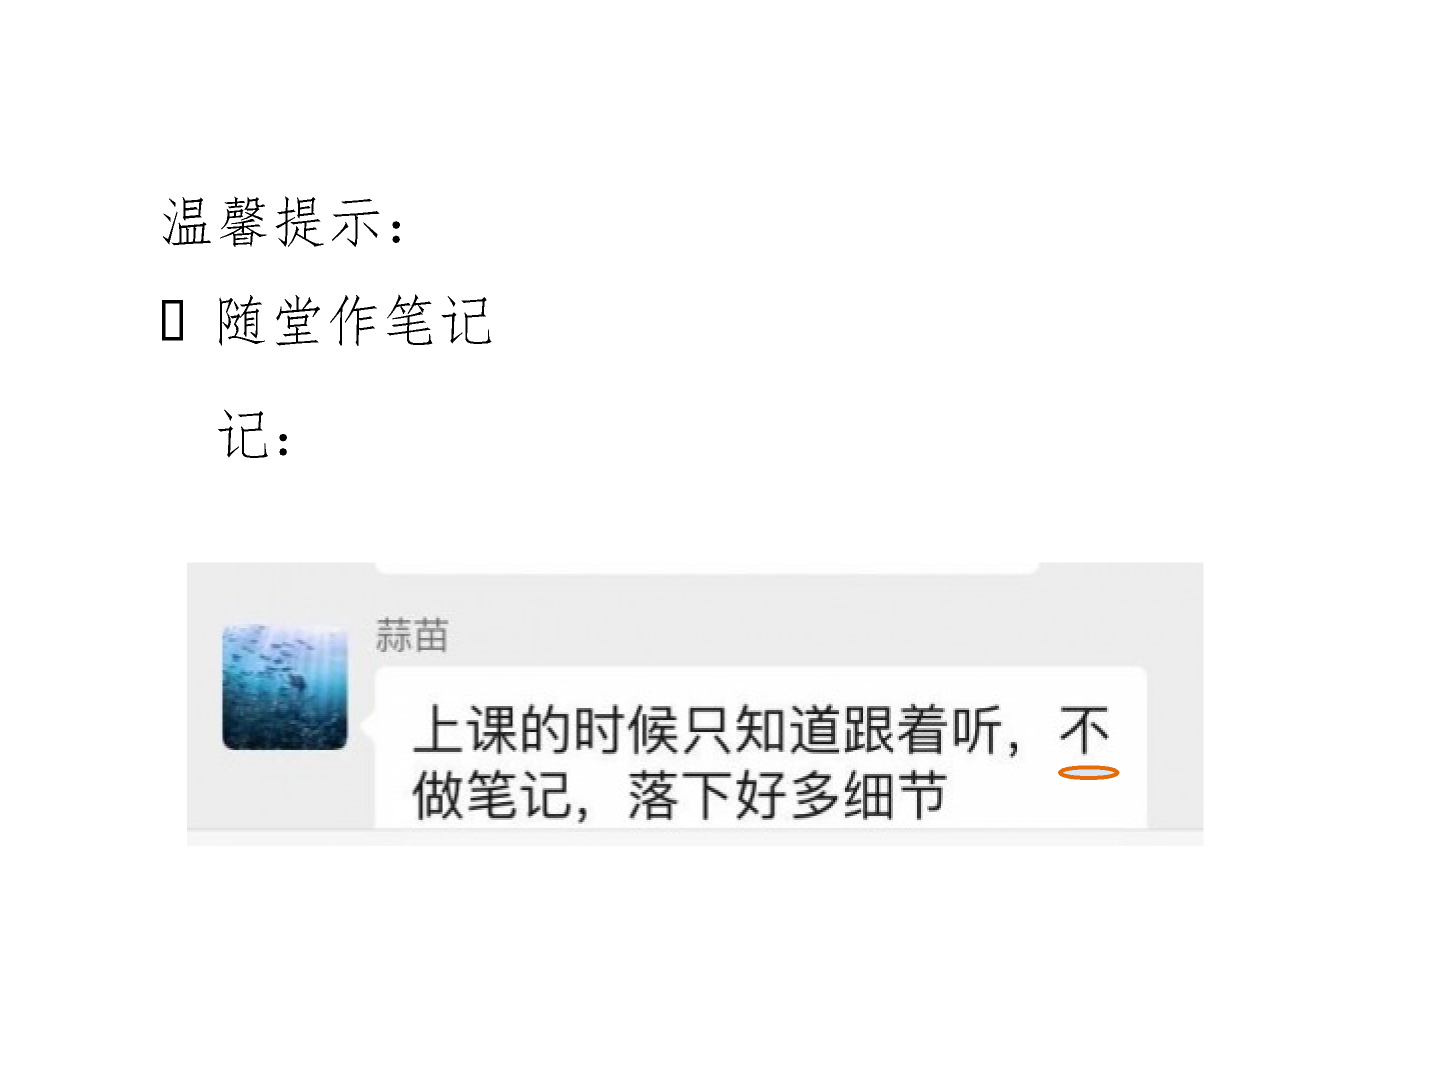 温馨提示：
随堂作笔记
记：
蒜苗
上课的时候只知道跟着听，不
做笔记，落下好多细节